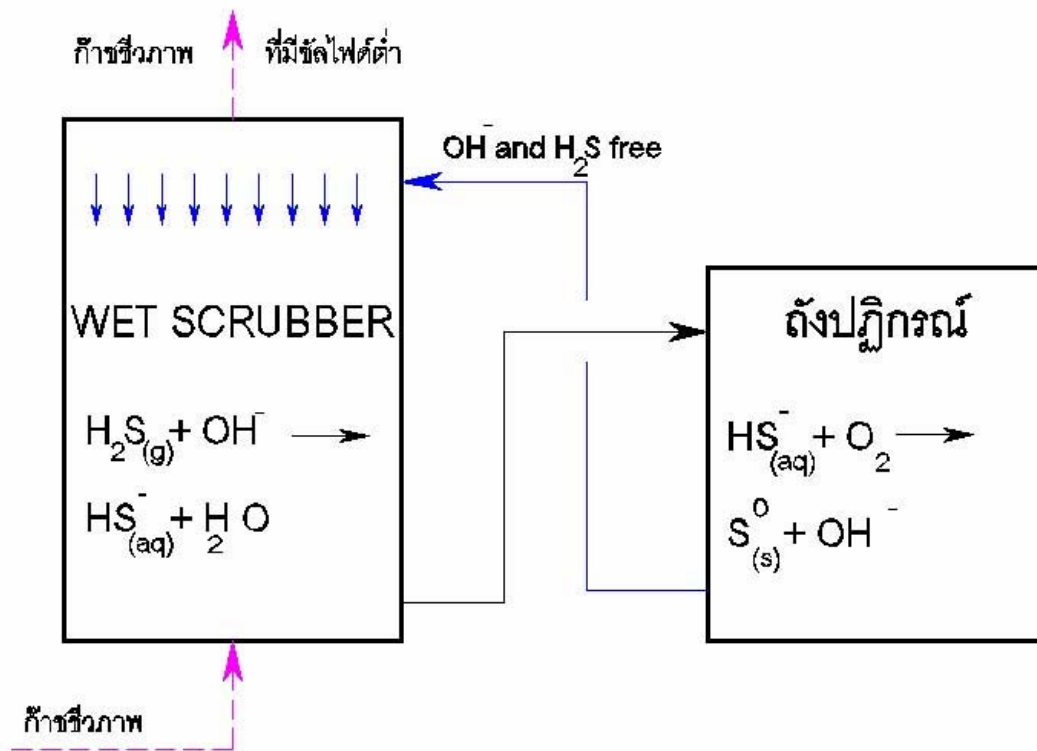 ก๊าซชีวภาพ ที่มีซัลไฟด์ต่ำ
OH⁻ and H₂S free
WET SCRUBBER
H₂S(g) + OH⁻ →
HS⁻(aq) + H₂O
ถังปฏิกรณ์
HS⁻(aq) + O₂ →
S⁰(s) + OH⁻
ก๊าซชีวภาพ